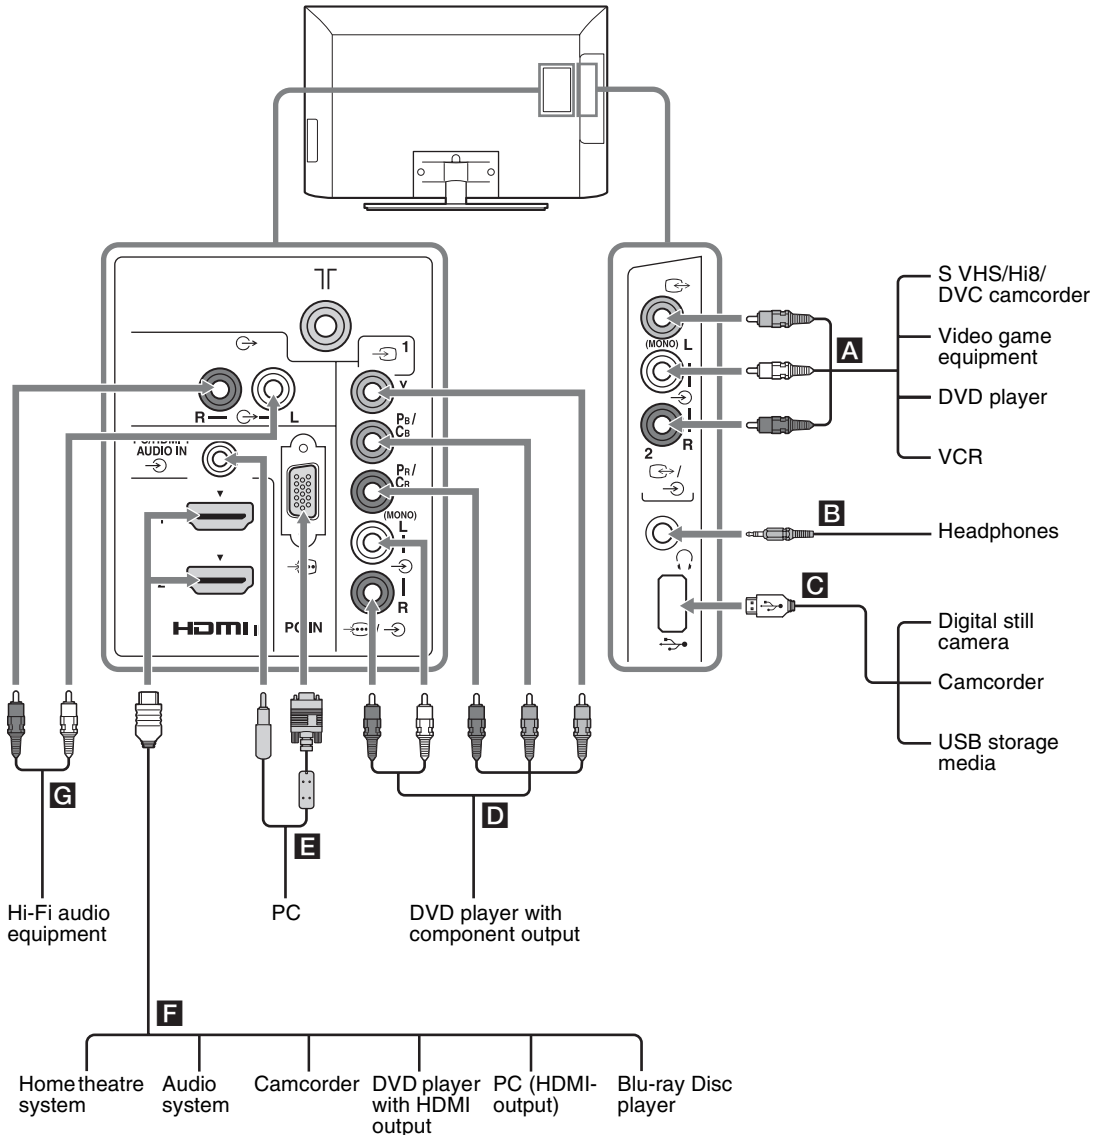 S VHS/Hi8/
DVC camcorder
Video game
equipment
DVD player
VCR
A
(MONO) L
R
2
/
B
Headphones
C
Digital still
camera
Camcorder
USB storage
media
1
Y
PB/
CB
PR/
CR
(MONO)
L
R
/
R
L
AUDIO IN
HDMI
PC IN
G
E
D
Hi-Fi audio
equipment
PC
DVD player with
component output
F
Home theatre
system
Audio
system
Camcorder
DVD player
with HDMI
output
PC (HDMI-
output)
Blu-ray Disc
player